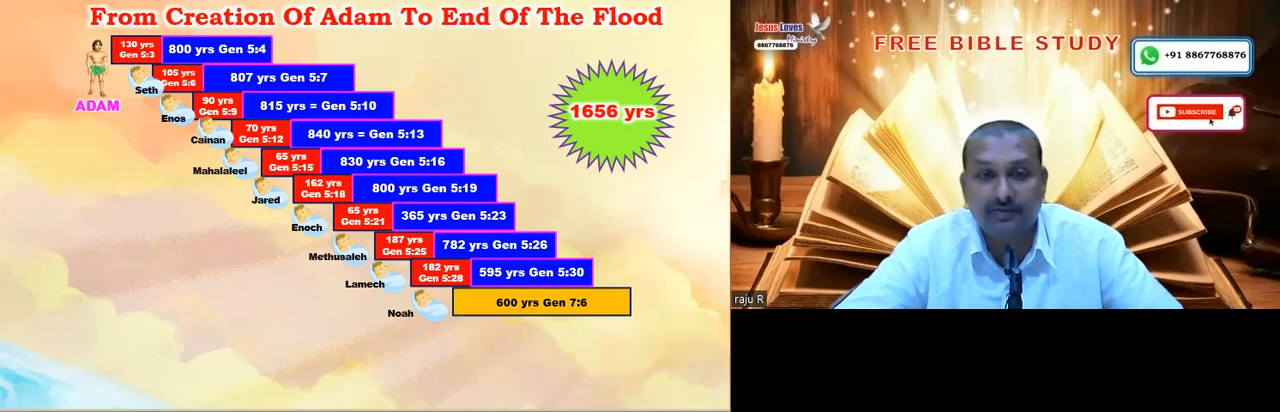 From Creation Of Adam To End Of The Flood
130 yrs
Gen 5:3
800 yrs Gen 5:4
105 yrs
Gen 5:6
807 yrs Gen 5:7
ADAM
Seth
90 yrs
Gen 5:9
815 yrs = Gen 5:10
Enos
70 yrs
Gen 5:12
840 yrs = Gen 5:13
Cainan
65 yrs
Gen 5:15
830 yrs Gen 5:16
Mahalaleel
162 yrs
Gen 5:18
800 yrs Gen 5:19
Jared
65 yrs
Gen 5:21
365 yrs Gen 5:23
Enoch
187 yrs
Gen 5:25
782 yrs Gen 5:26
Methusaleh
182 yrs
Gen 5:28
595 yrs Gen 5:30
Lamech
600 yrs Gen 7:6
Noah
1656 yrs
Jesus Loves
Ministry
8867768876
FREE BIBLE STUDY
+91 8867768876
SUBSCRIBE
raju R